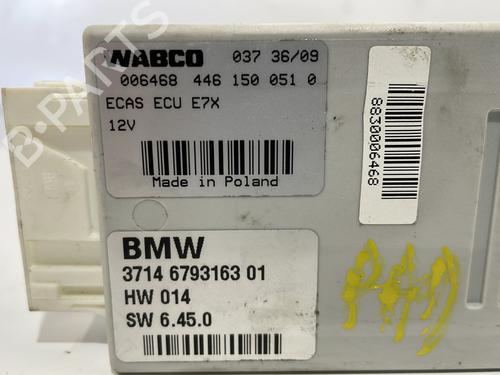 WABCO 037 36/09
006468 446 150 051 0
ECAS ECU E7X
12V
Made in Poland
BMW
3714 6793163 01
HW 014
SW 6.45.0
8830006468
B-PARTS